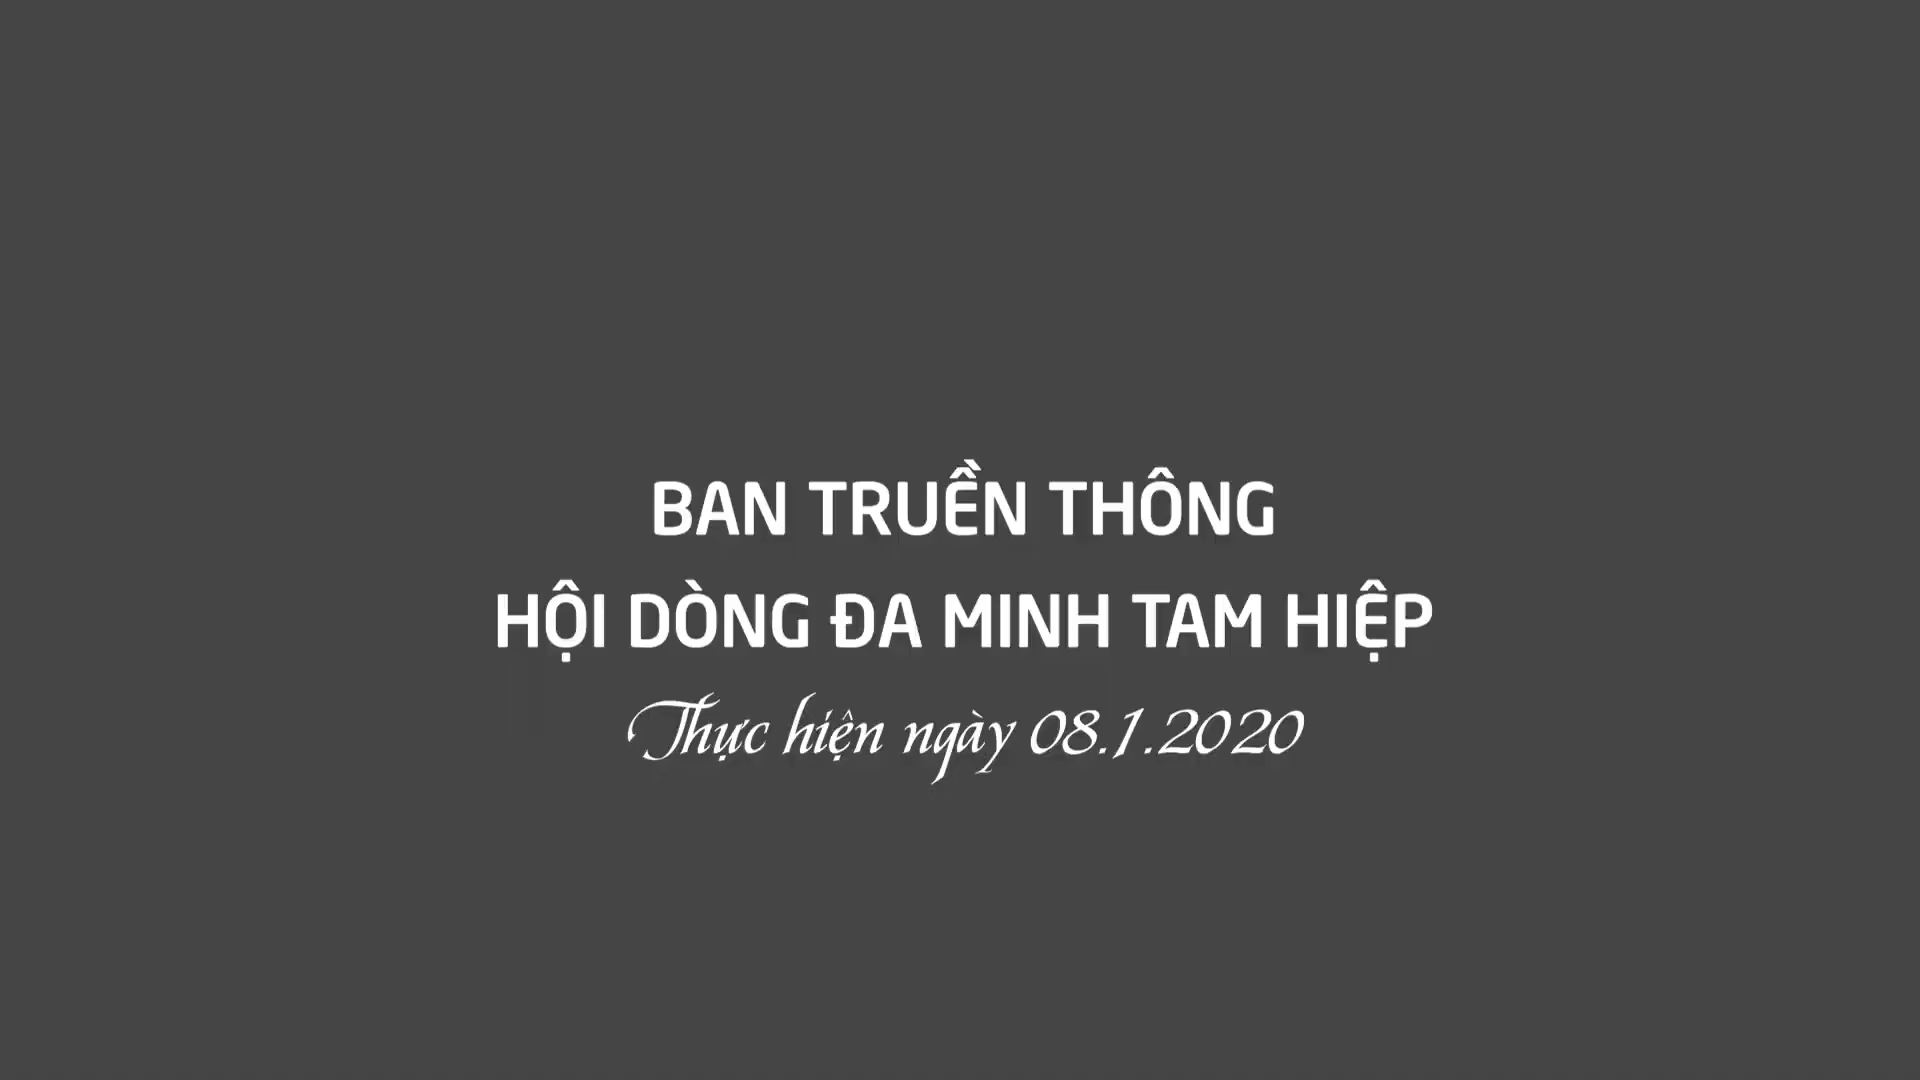 BAN TRUỀN THÔNG
HỘI DÒNG ĐA MINH TAM HIỆP
Thực hiện ngày 08.1.2020